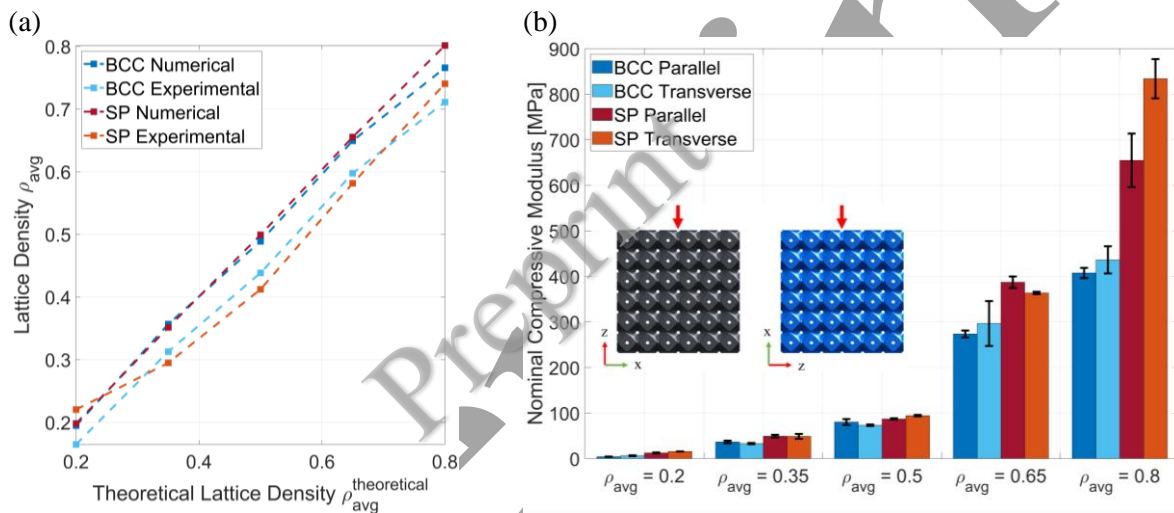 (a)
BCC Numerical
BCC Experimental
SP Numerical
SP Experimental
0.8
0.7
0.6
0.5
0.4
0.3
0.2
Lattice Density ρavg
0.2 0.4 0.6 0.8
Theoretical Lattice Density ρavg^theoretical
(b)
BCC Parallel
BCC Transverse
SP Parallel
SP Transverse
900
800
700
600
500
400
300
200
100
0
Nominal Compressive Modulus [MPa]
z
x
x
z
ρavg = 0.2 ρavg = 0.35 ρavg = 0.5 ρavg = 0.65 ρavg = 0.8
Preprint